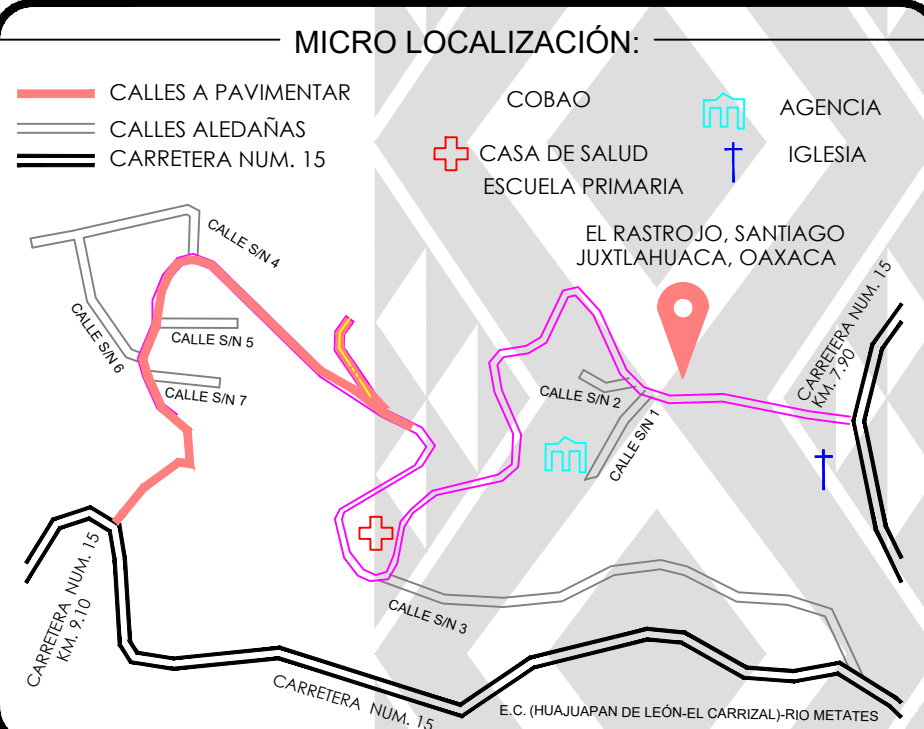 MICRO LOCALIZACIÓN:
CALLES A PAVIMENTAR
CALLES ALEDAÑAS
CARRETERA NUM. 15
COBAO
CASA DE SALUD
ESCUELA PRIMARIA
AGENCIA
IGLESIA
EL RASTROJO, SANTIAGO
JUXTLAHUACA, OAXACA
CALLE S/N 4
CALLE S/N 5
CALLE S/N 6
CALLE S/N 7
CALLE S/N 2
CALLE S/N 1
CARRETERA NUM. 15
KM. 7.90
CALLE S/N 3
CARRETERA NUM. 15
KM. 9.10
CARRETERA NUM. 15
E.C. (HUAJUAPAN DE LEÓN-EL CARRIZAL)-RIO METATES